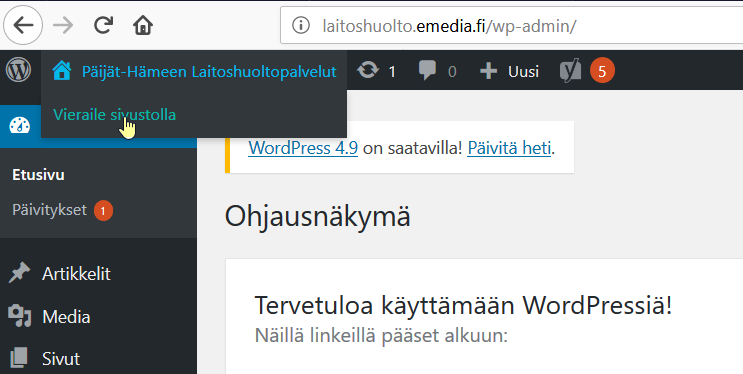 laitoshuolto.emedia.fi/wp-admin/
Päijät-Hämeen Laitoshuoltopalvelut 1 0 Uusi 5
Vieraile sivustolla
WordPress 4.9 on saatavilla! Päivitä heti.
Etusivu
Päivitykset 1
Ohjausnäkymä
Artikkelit
Media
Sivut
Tervetuloa käyttämään WordPressiä!
Näillä linkeillä pääset alkuun: